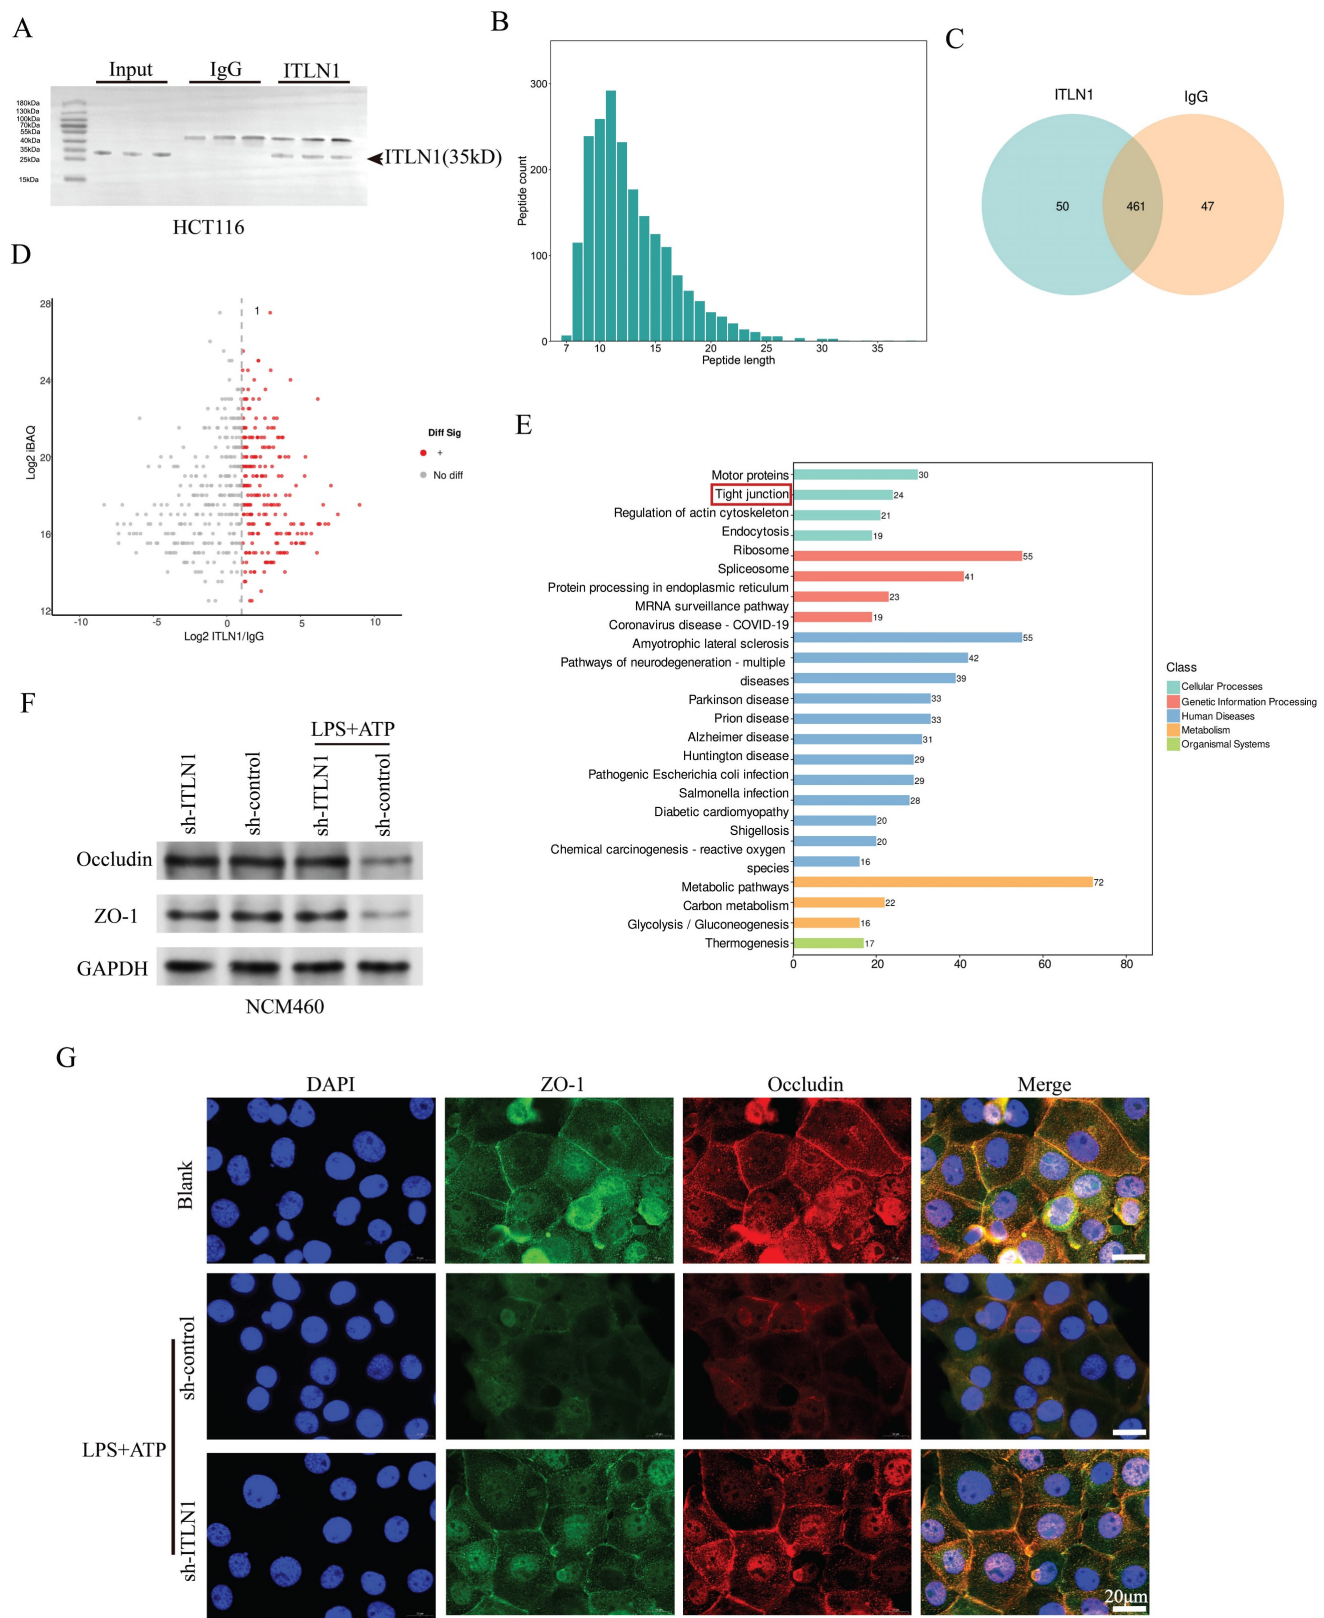 A
Input
IgG
ITLN1
180kDa
130kDa
100kDa
70kDa
55kDa
40kDa
35kDa
25kDa
15kDa
ITLN1(35kD)
HCT116
B
Peptide count
300
200
100
0
7
10
15
20
25
30
35
Peptide length
C
ITLN1
IgG
50
461
47
D
Log2 iBAQ
28
24
20
16
12
1
-10
-5
0
5
10
Log2 ITLN1/IgG
Diff Sig
+
No diff
E
Motor proteins
Tight junction
Regulation of actin cytoskeleton
Endocytosis
Ribosome
Spliceosome
Protein processing in endoplasmic reticulum
MRNA surveillance pathway
Coronavirus disease - COVID-19
Amyotrophic lateral sclerosis
Pathways of neurodegeneration - multiple
diseases
Parkinson disease
Prion disease
Alzheimer disease
Huntington disease
Pathogenic Escherichia coli infection
Salmonella infection
Diabetic cardiomyopathy
Shigellosis
Chemical carcinogenesis - reactive oxygen
species
Metabolic pathways
Carbon metabolism
Glycolysis / Gluconeogenesis
Thermogenesis
30
24
21
19
55
41
23
19
55
42
39
33
33
31
29
29
28
20
20
16
72
22
16
17
0
20
40
60
80
Class
Cellular Processes
Genetic Information Processing
Human Diseases
Metabolism
Organismal Systems
F
LPS+ATP
sh-ITLN1
sh-control
sh-ITLN1
sh-control
Occludin
ZO-1
GAPDH
NCM460
G
DAPI
ZO-1
Occludin
Merge
Blank
sh-control
LPS+ATP
sh-ITLN1
20μm